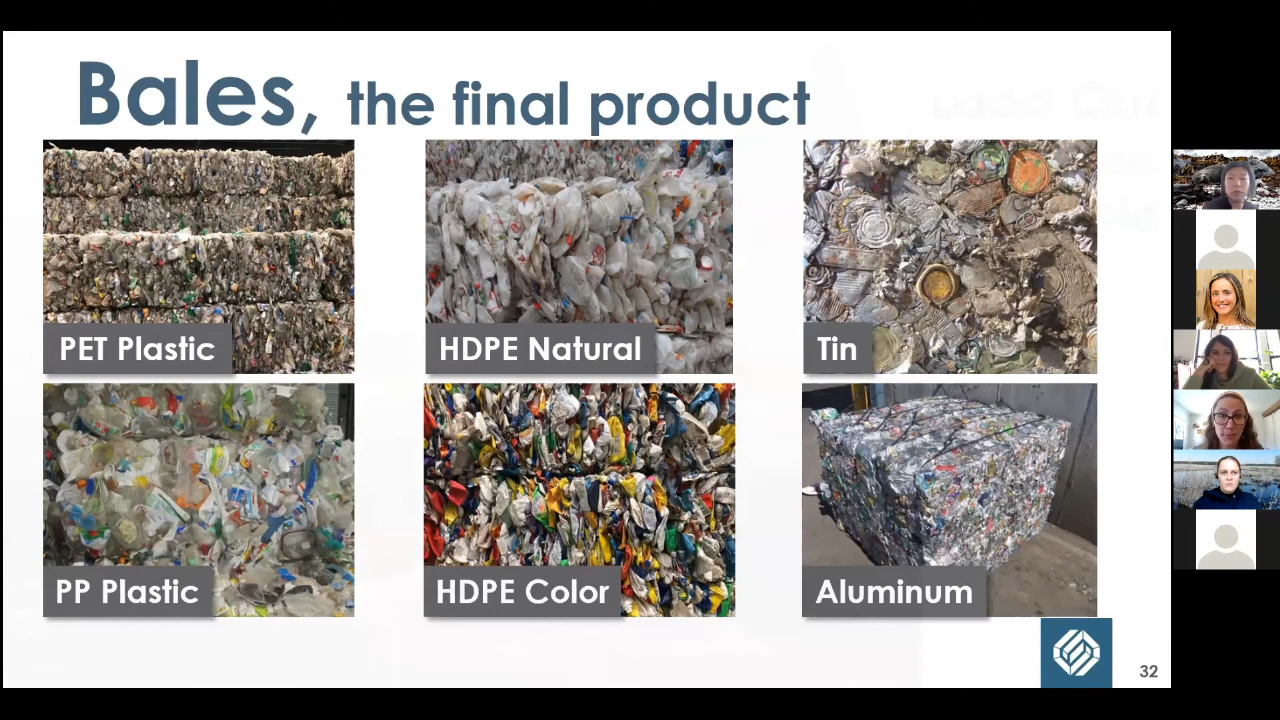 Bales, the final product
PET Plastic
HDPE Natural
Tin
PP Plastic
HDPE Color
Aluminum
32